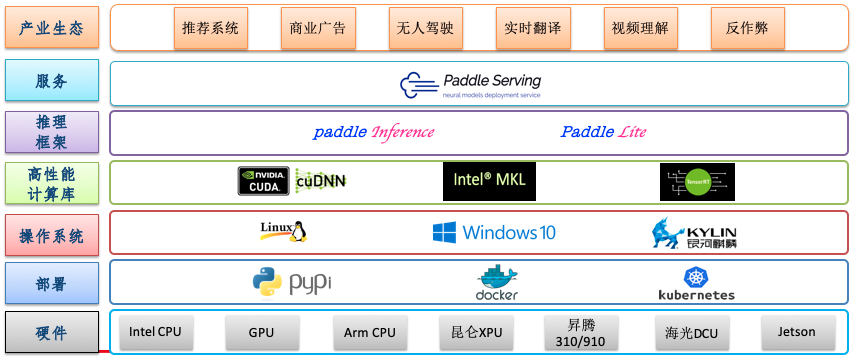 产业生态
推荐系统
商业广告
无人驾驶
实时翻译
视频理解
反作弊
服务
Paddle Serving
neural models deployment service
推理
框架
paddle Inference
Paddle Lite
高性能
计算库
NVIDIA
CUDA.
cuDNN
Intel® MKL
TensorRT
操作系统
Linux
Windows 10
KYLIN
银河麒麟
部署
pyPi
docker
kubernetes
硬件
Intel CPU
GPU
Arm CPU
昆仑XPU
昇腾
310/910
海光DCU
Jetson